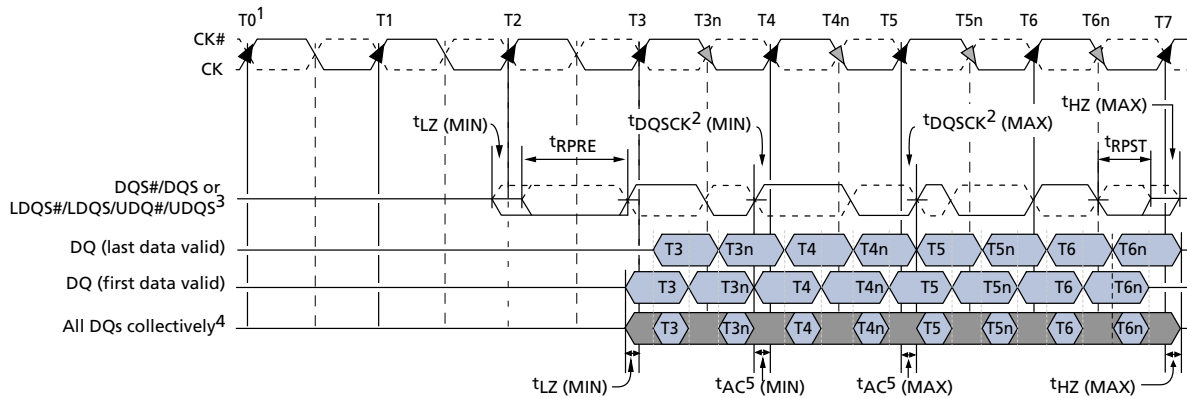 T0¹ T1 T2 T3 T3n T4 T4n T5 T5n T6 T6n T7
CK#
CK
tHZ (MAX)
tLZ (MIN) tDQSCK² (MIN) tDQSCK² (MAX)
tRPRE tRPST
DQS#/DQS or
LDQS#/LDQS/UDQ#/UDQS³
DQ (last data valid) T3 T3n T4 T4n T5 T5n T6 T6n
DQ (first data valid) T3 T3n T4 T4n T5 T5n T6 T6n
All DQs collectively⁴ T3 T3n T4 T4n T5 T5n T6 T6n
tLZ (MIN) tAC⁵ (MIN) tAC⁵ (MAX) tHZ (MAX)